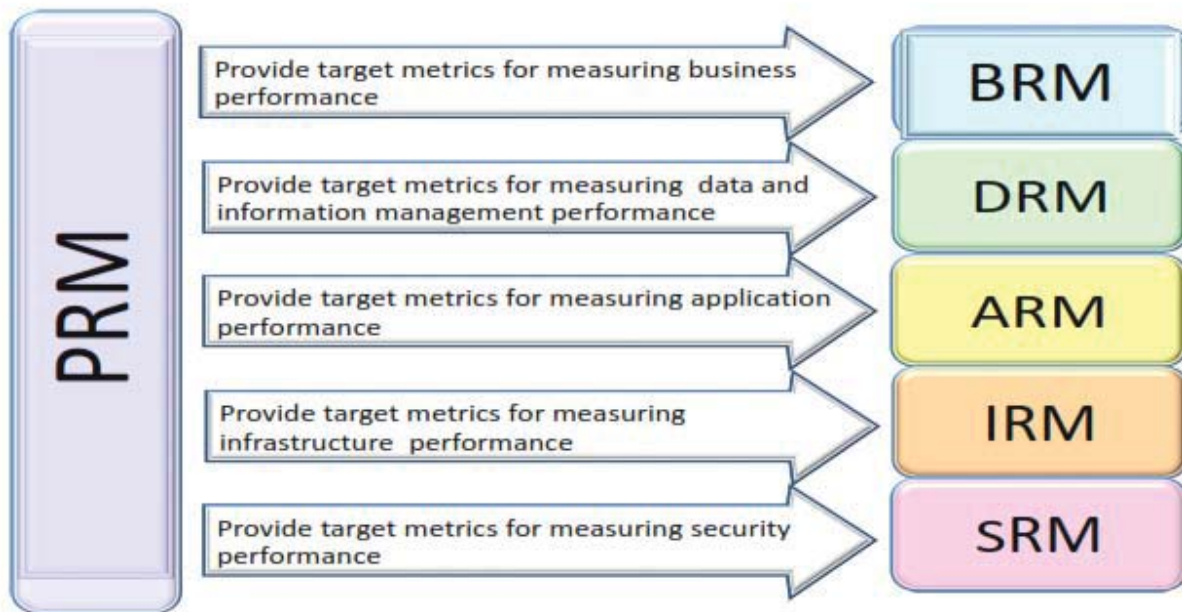 PRM
Provide target metrics for measuring business
performance
BRM
Provide target metrics for measuring data and
information management performance
DRM
Provide target metrics for measuring application
performance
ARM
Provide target metrics for measuring
infrastructure performance
IRM
Provide target metrics for measuring security
performance
sRM